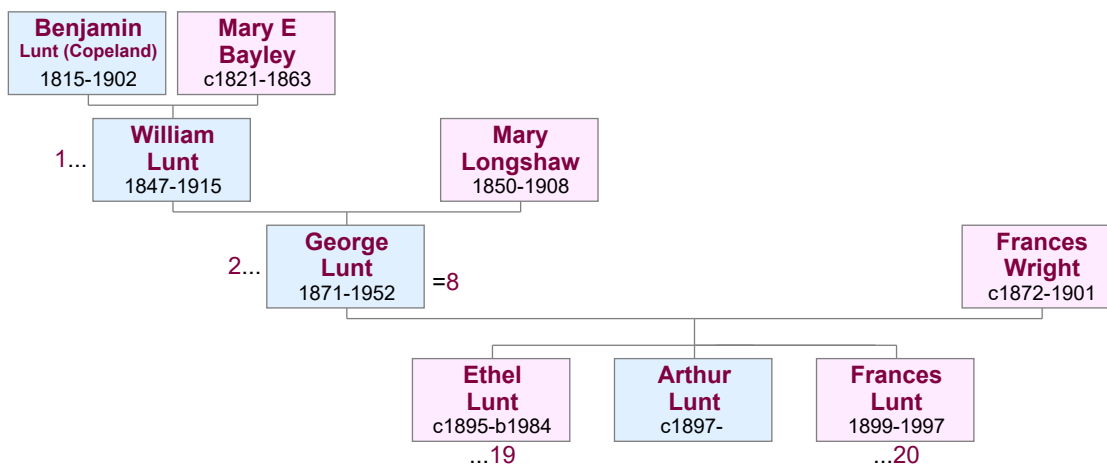 Benjamin
Lunt (Copeland)
1815-1902
Mary E
Bayley
c1821-1863
1...
William
Lunt
1847-1915
Mary
Longshaw
1850-1908
2...
George
Lunt
1871-1952
=8
Frances
Wright
c1872-1901
Ethel
Lunt
c1895-b1984
...19
Arthur
Lunt
c1897-
Frances
Lunt
1899-1997
...20